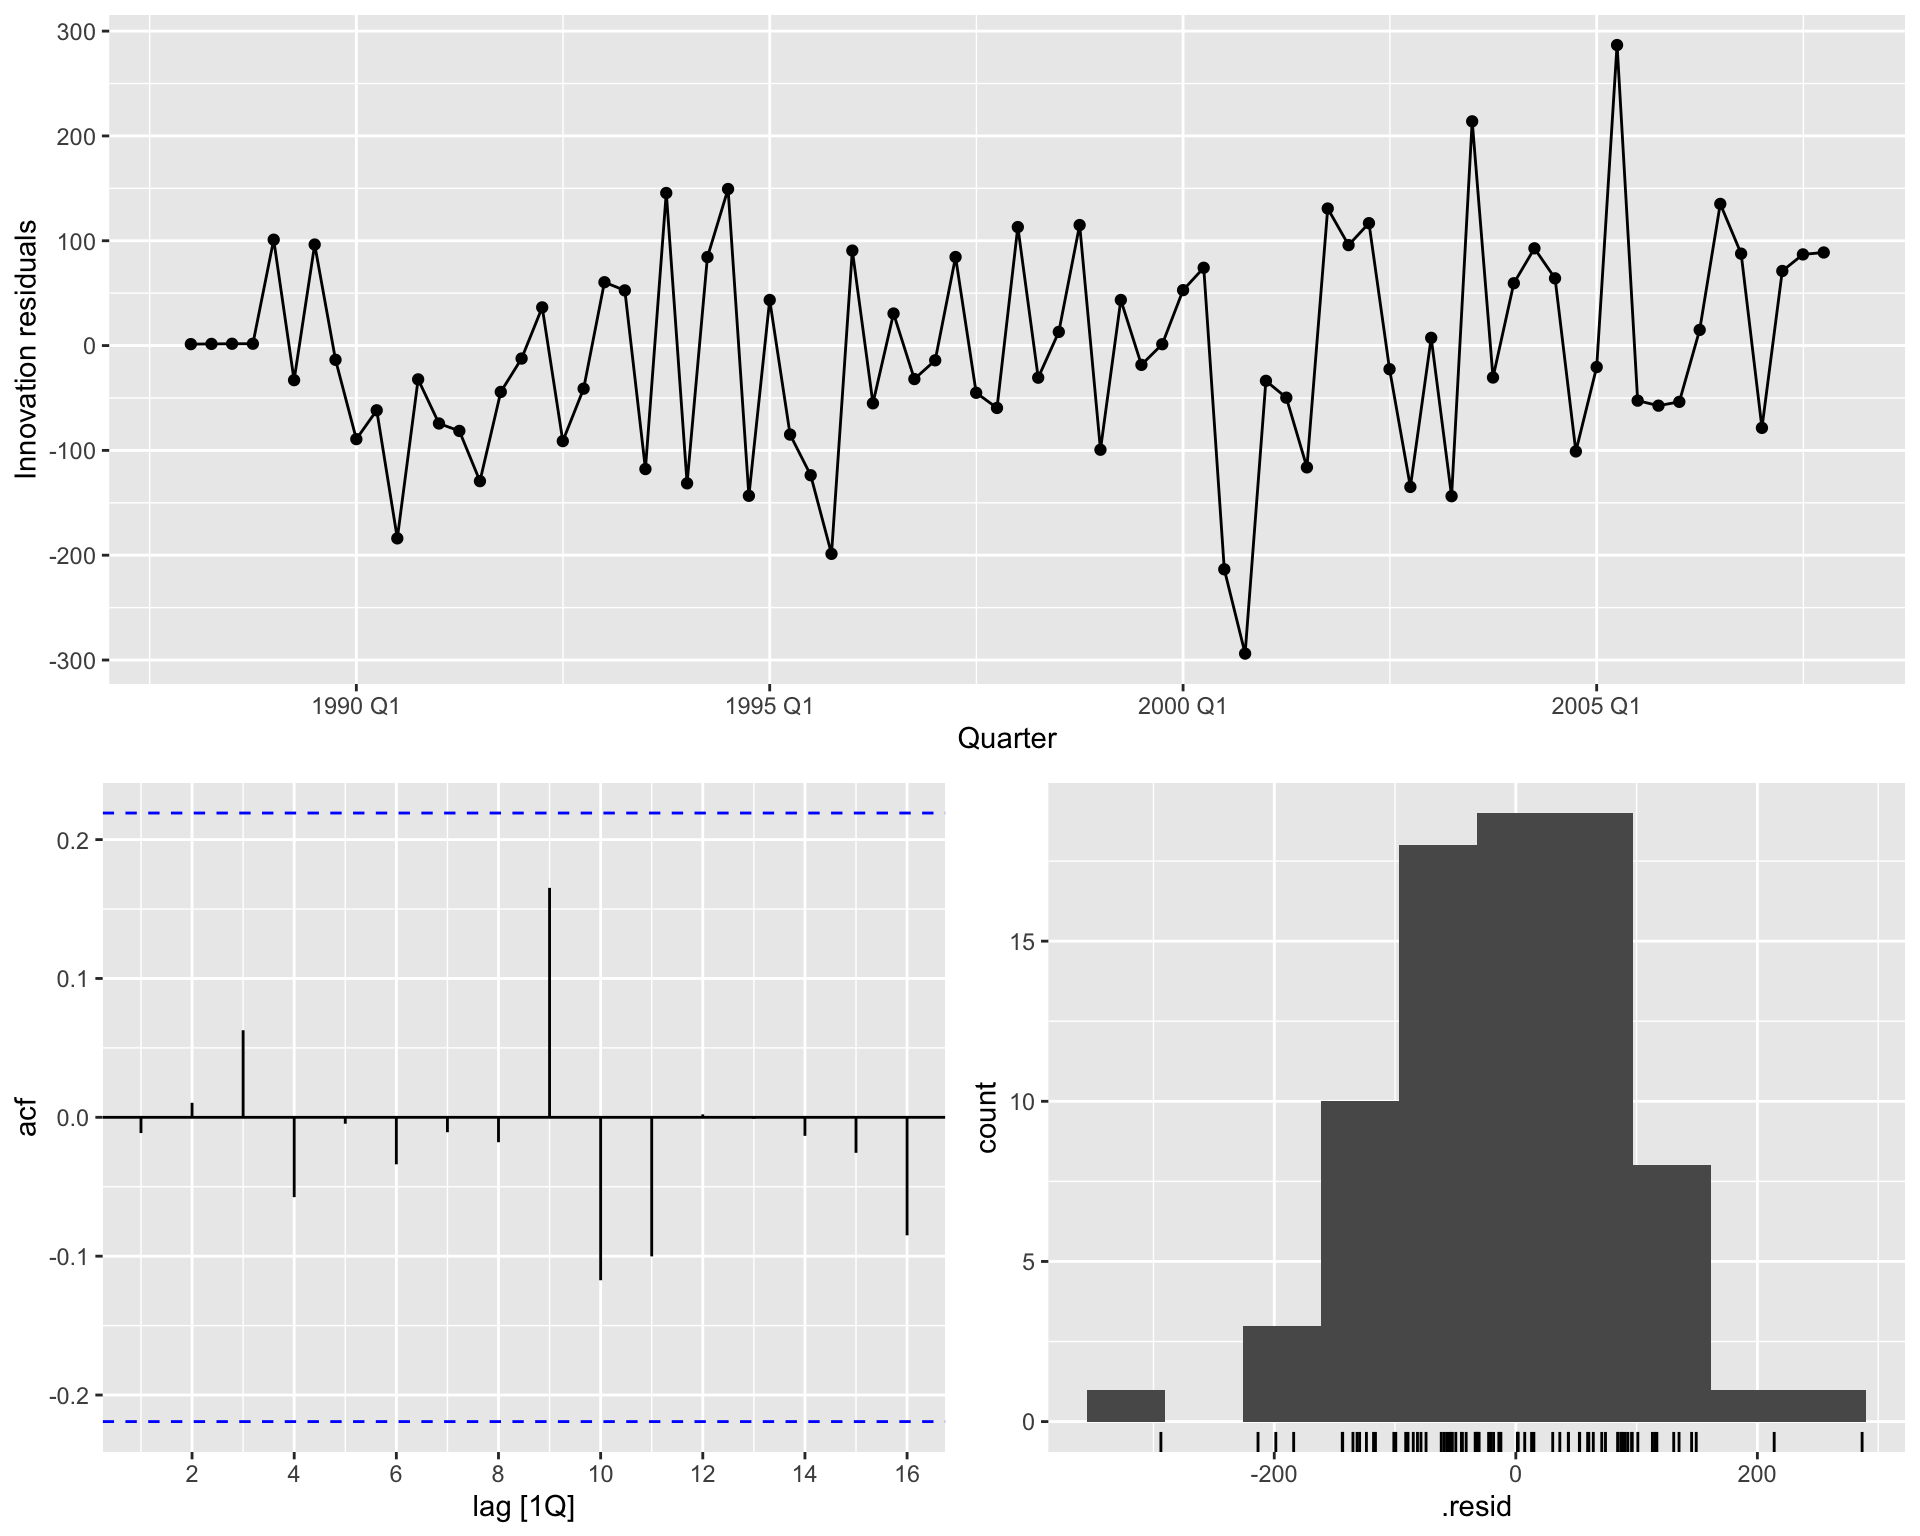 300
200
100
0
-100
-200
-300
Innovation residuals
1990 Q1 1995 Q1 2000 Q1 2005 Q1
Quarter
0.2
0.1
0.0
-0.1
-0.2
acf
2 4 6 8 10 12 14 16
lag [1Q]
15
10
5
0
count
-200 0 200
.resid